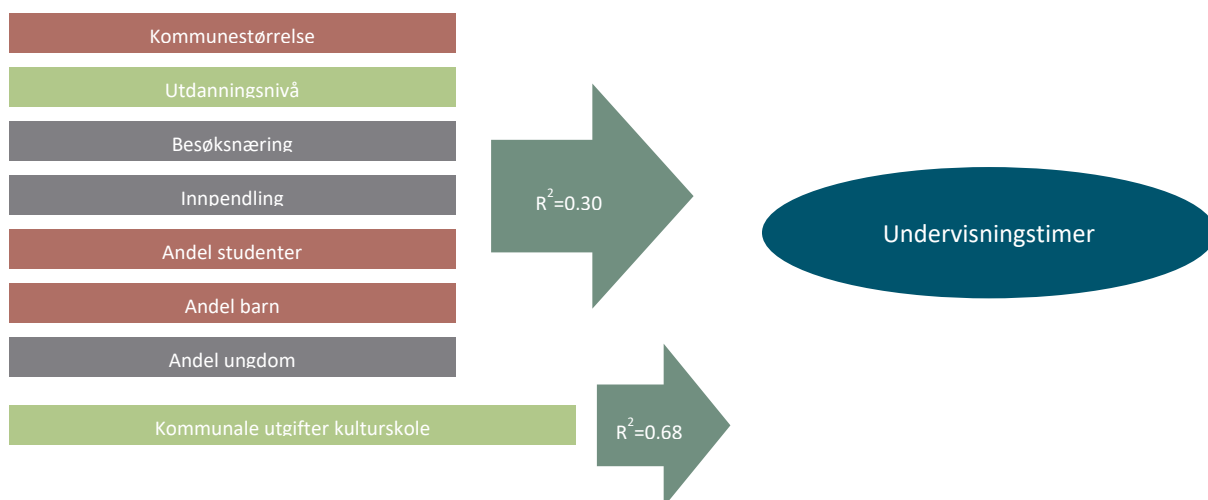 Kommunestørrelse
Utdanningsnivå
Besøksnæring
Innpendling
Andel studenter
Andel barn
Andel ungdom
Kommunale utgifter kulturskole
R²=0.30
R²=0.68
Undervisningstimer